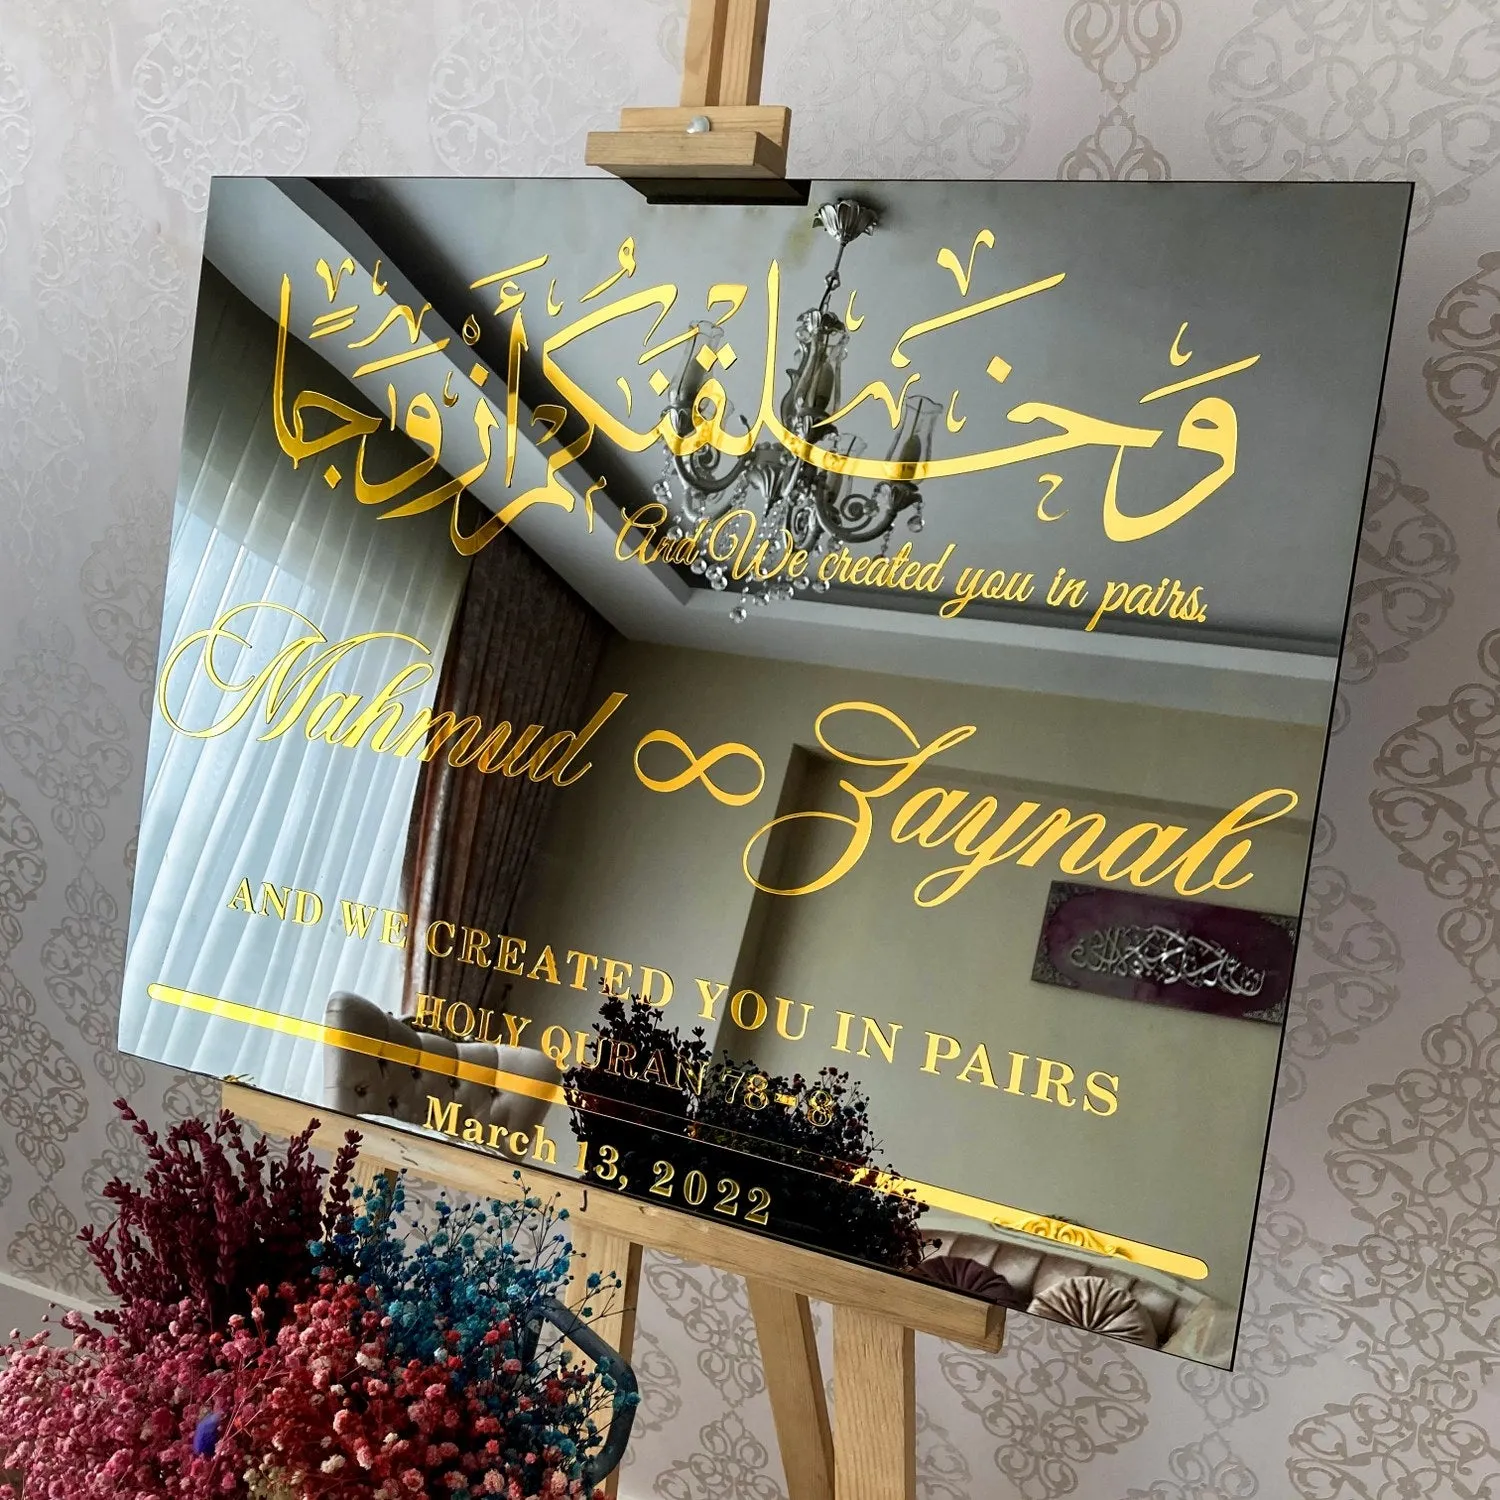 وَخَلَقْنَٰكُمْ أَزْوَٰجًا
And We created you in pairs.
Mahmud ∞ Zaynab
AND WE CREATED YOU IN PAIRS
HOLY QURAN 78-8
March 13, 2022